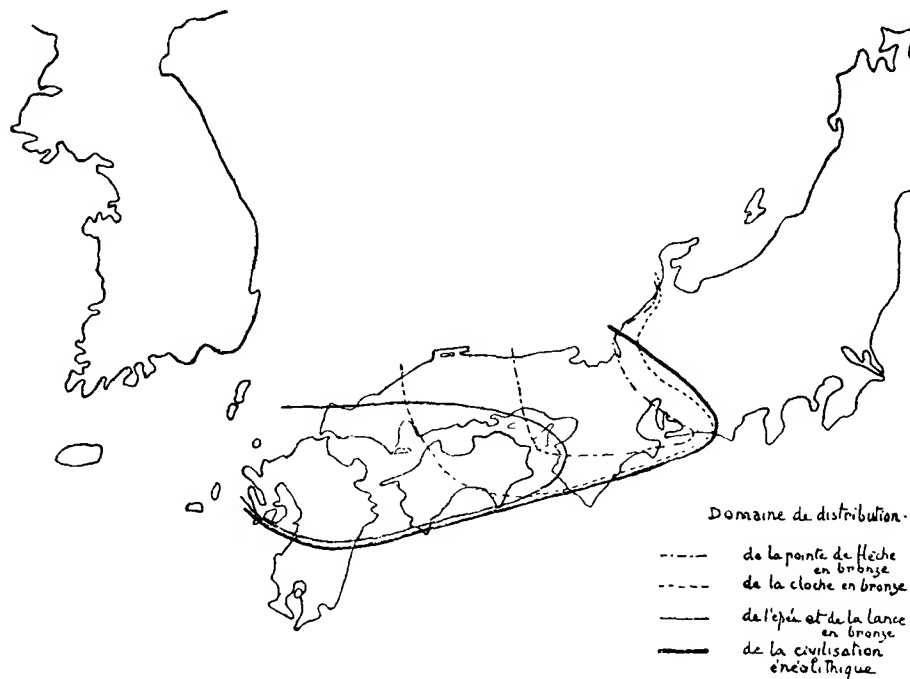 Domaine de distribution.
de la pointe de flèche
en bronze
de la cloche en bronze
de l'épée et de la lance
en bronze
de la civilisation
énéolithique